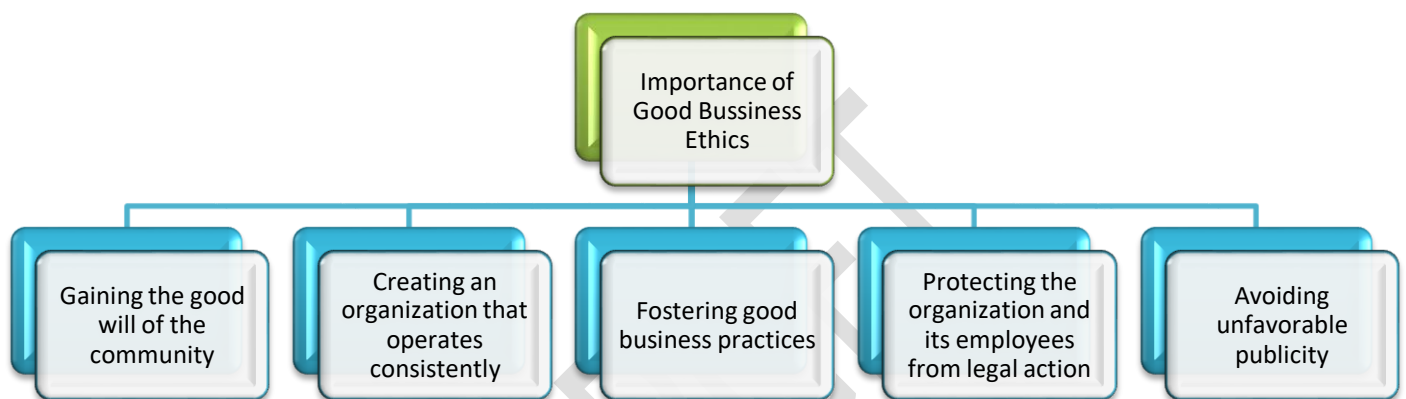 Importance of
Good Bussiness
Ethics
Gaining the good
will of the
community
Creating an
organization that
operates
consistently
Fostering good
business practices
Protecting the
organization and
its employees
from legal action
Avoiding
unfavorable
publicity